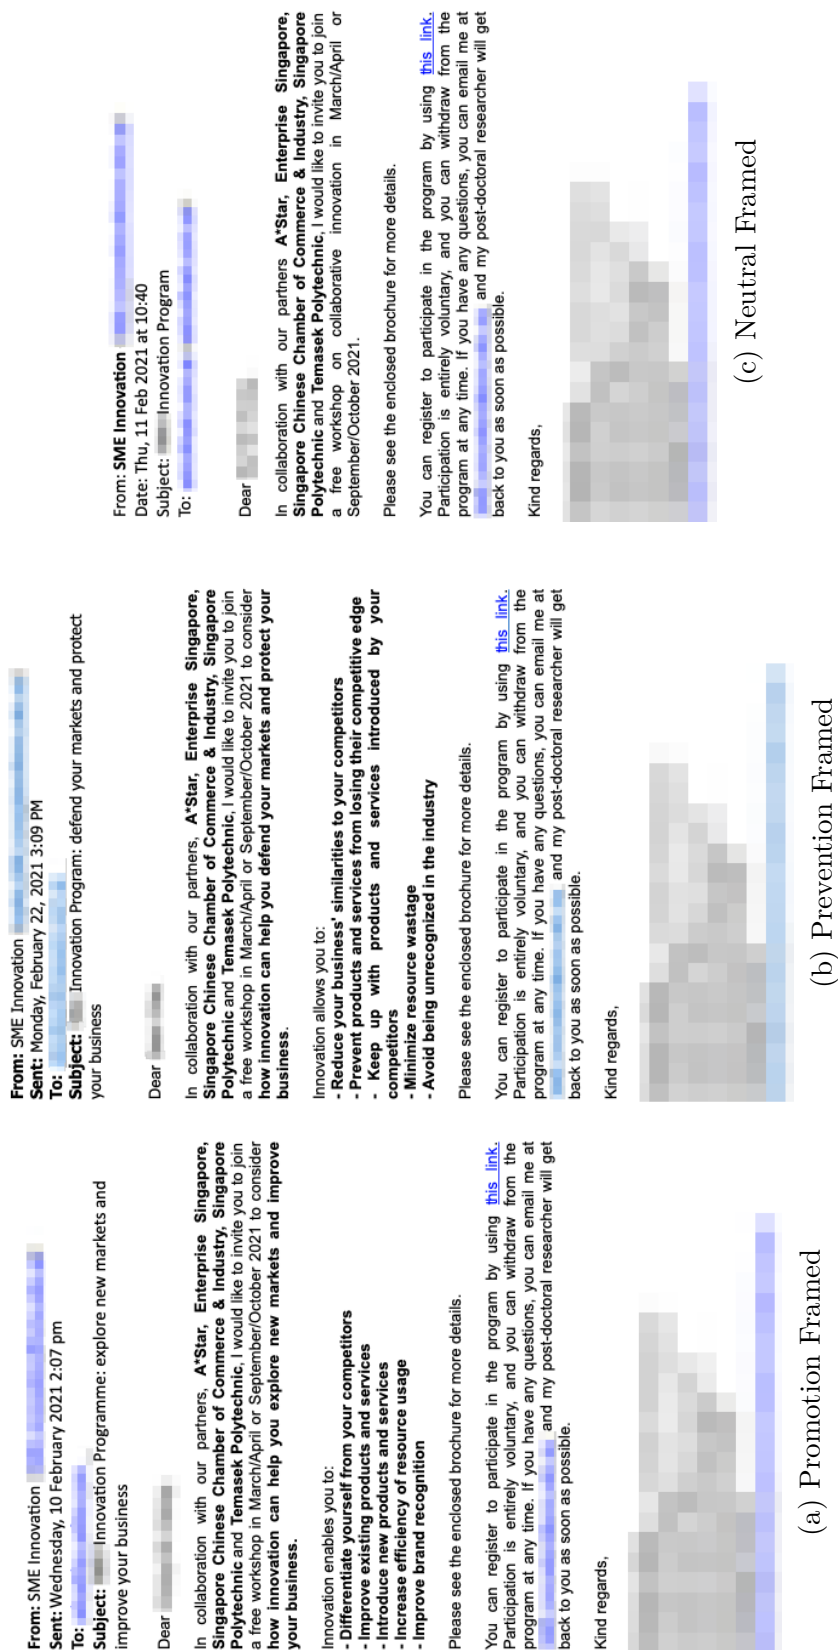 From: SME Innovation
Sent: Wednesday, 10 February 2021 2:07 pm
To:
Subject: Innovation Programme: explore new markets and
improve your business
Dear
In collaboration with our partners, A*Star, Enterprise Singapore,
Singapore Chinese Chamber of Commerce & Industry, Singapore
Polytechnic and Temasek Polytechnic, I would like to invite you to join
a free workshop in March/April or September/October 2021 to consider
how innovation can help you explore new markets and improve
your business.
Innovation enables you to:
- Differentiate yourself from your competitors
- Improve existing products and services
- Introduce new products and services
- Increase efficiency of resource usage
- Improve brand recognition
Please see the enclosed brochure for more details.
You can register to participate in the program by using this link.
Participation is entirely voluntary, and you can withdraw from the
program at any time. If you have any questions, you can email me at
and my post-doctoral researcher will get
back to you as soon as possible.
Kind regards,
(a) Promotion Framed
From: SME Innovation
Sent: Monday, February 22, 2021 3:09 PM
To:
Subject: Innovation Program: defend your markets and protect
your business
Dear
In collaboration with our partners, A*Star, Enterprise Singapore,
Singapore Chinese Chamber of Commerce & Industry, Singapore
Polytechnic and Temasek Polytechnic, I would like to invite you to join
a free workshop in March/April or September/October 2021 to consider
how innovation can help you defend your markets and protect your
business.
Innovation allows you to:
- Reduce your business' similarities to your competitors
- Prevent products and services from losing their competitive edge
- Keep up with products and services introduced by your
competitors
- Minimize resource wastage
- Avoid being unrecognized in the industry
Please see the enclosed brochure for more details.
You can register to participate in the program by using this link.
Participation is entirely voluntary, and you can withdraw from the
program at any time. If you have any questions, you can email me at
and my post-doctoral researcher will get
back to you as soon as possible.
Kind regards,
(b) Prevention Framed
From: SME Innovation
Date: Thu, 11 Feb 2021 at 10:40
Subject: Innovation Program
To:
Dear
In collaboration with our partners A*Star, Enterprise Singapore,
Singapore Chinese Chamber of Commerce & Industry, Singapore
Polytechnic and Temasek Polytechnic, I would like to invite you to join
a free workshop on collaborative innovation in March/April or
September/October 2021.
Please see the enclosed brochure for more details.
You can register to participate in the program by using this link.
Participation is entirely voluntary, and you can withdraw from the
program at any time. If you have any questions, you can email me at
and my post-doctoral researcher will get
back to you as soon as possible.
Kind regards,
(c) Neutral Framed